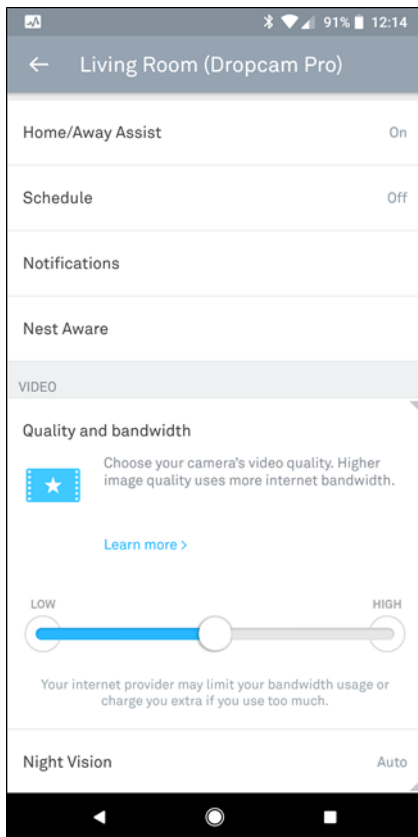 91% 12:14
Living Room (Dropcam Pro)
Home/Away Assist On
Schedule Off
Notifications
Nest Aware
VIDEO
Quality and bandwidth
Choose your camera's video quality. Higher
image quality uses more internet bandwidth.
Learn more >
LOW HIGH
Your internet provider may limit your bandwidth usage or
charge you extra if you use too much.
Night Vision Auto